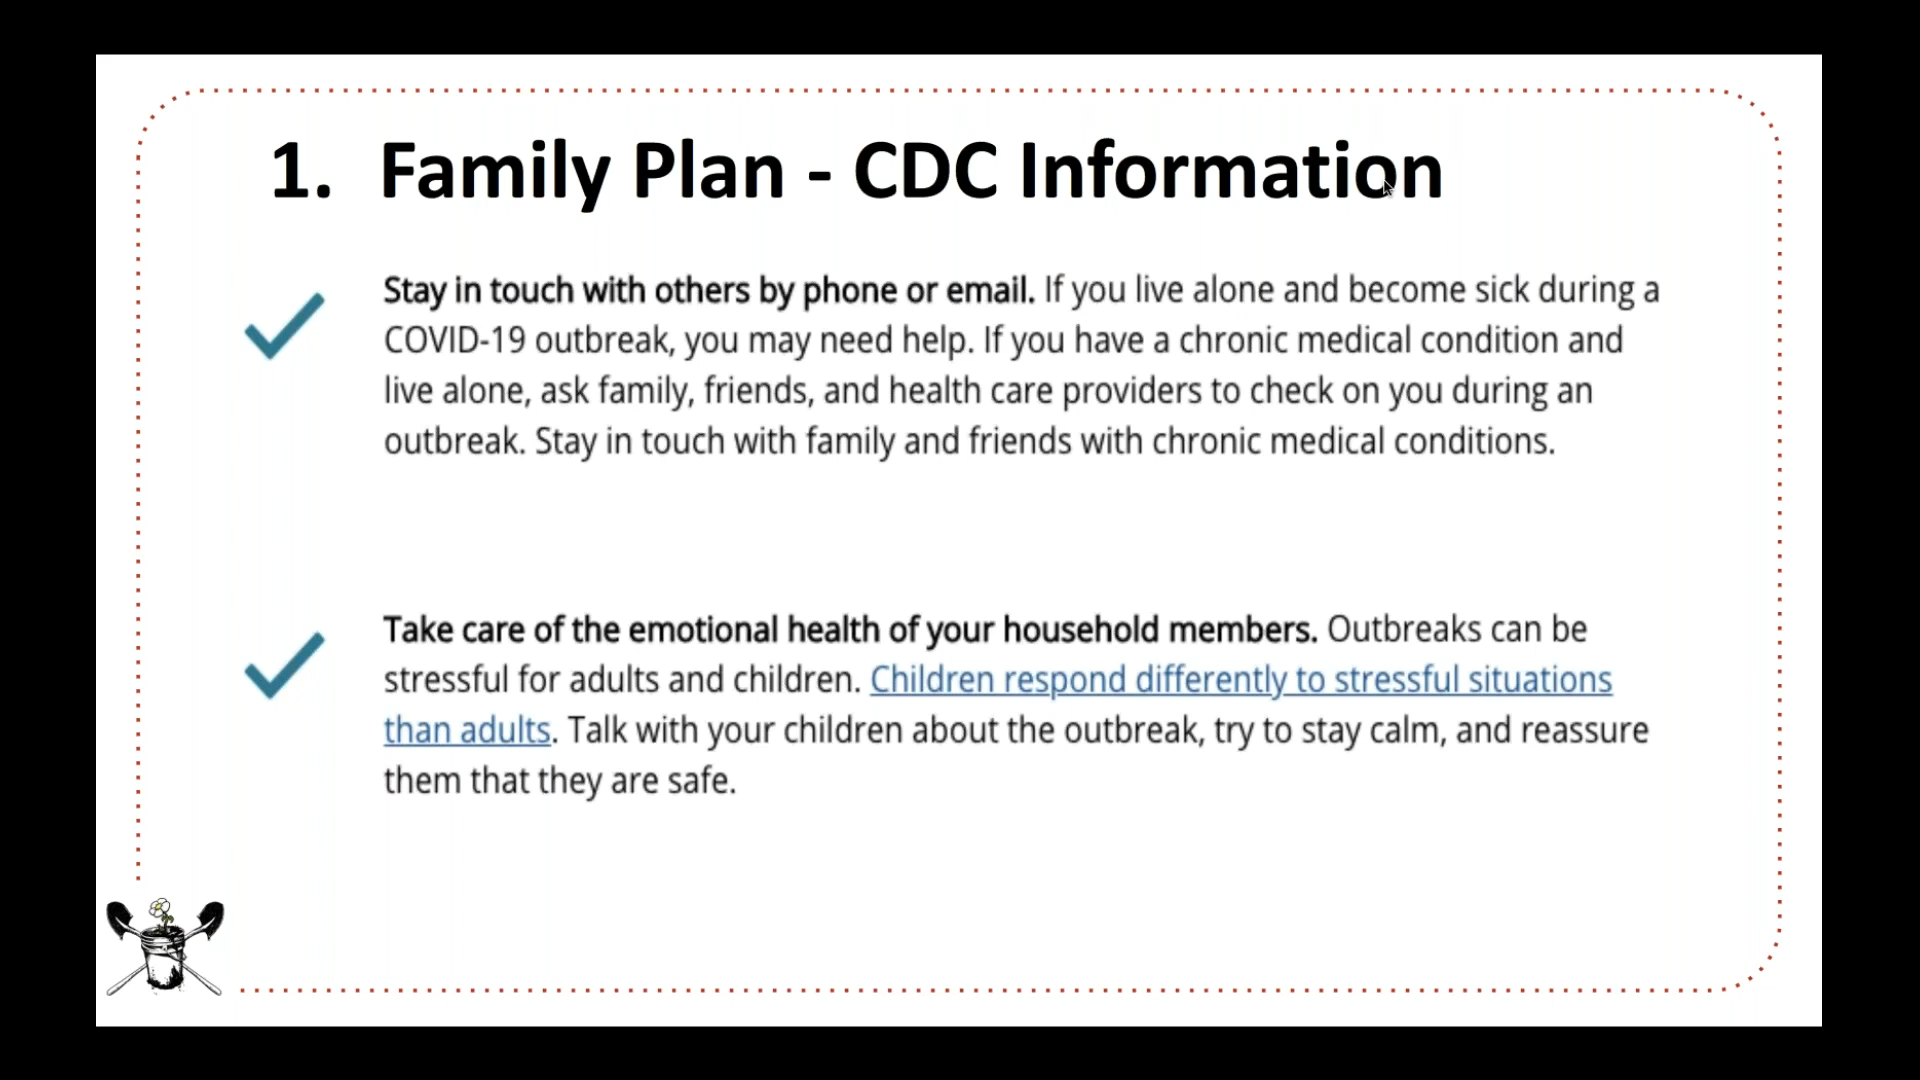 1. Family Plan - CDC Information
Stay in touch with others by phone or email. If you live alone and become sick during a
COVID-19 outbreak, you may need help. If you have a chronic medical condition and
live alone, ask family, friends, and health care providers to check on you during an
outbreak. Stay in touch with family and friends with chronic medical conditions.
Take care of the emotional health of your household members. Outbreaks can be
stressful for adults and children. Children respond differently to stressful situations
than adults. Talk with your children about the outbreak, try to stay calm, and reassure
them that they are safe.